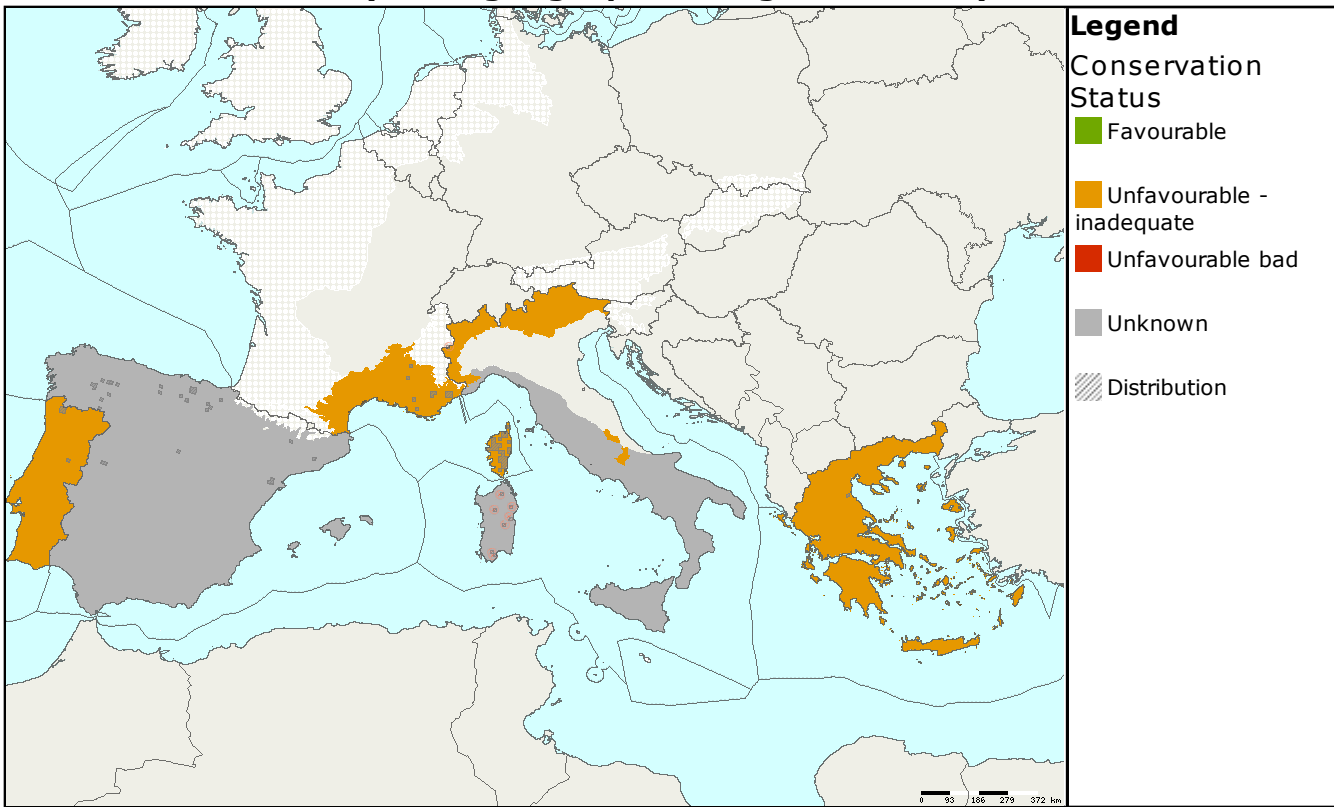 Legend
Conservation
Status
Favourable
Unfavourable -
inadequate
Unfavourable bad
Unknown
Distribution
0 93 186 279 372 km